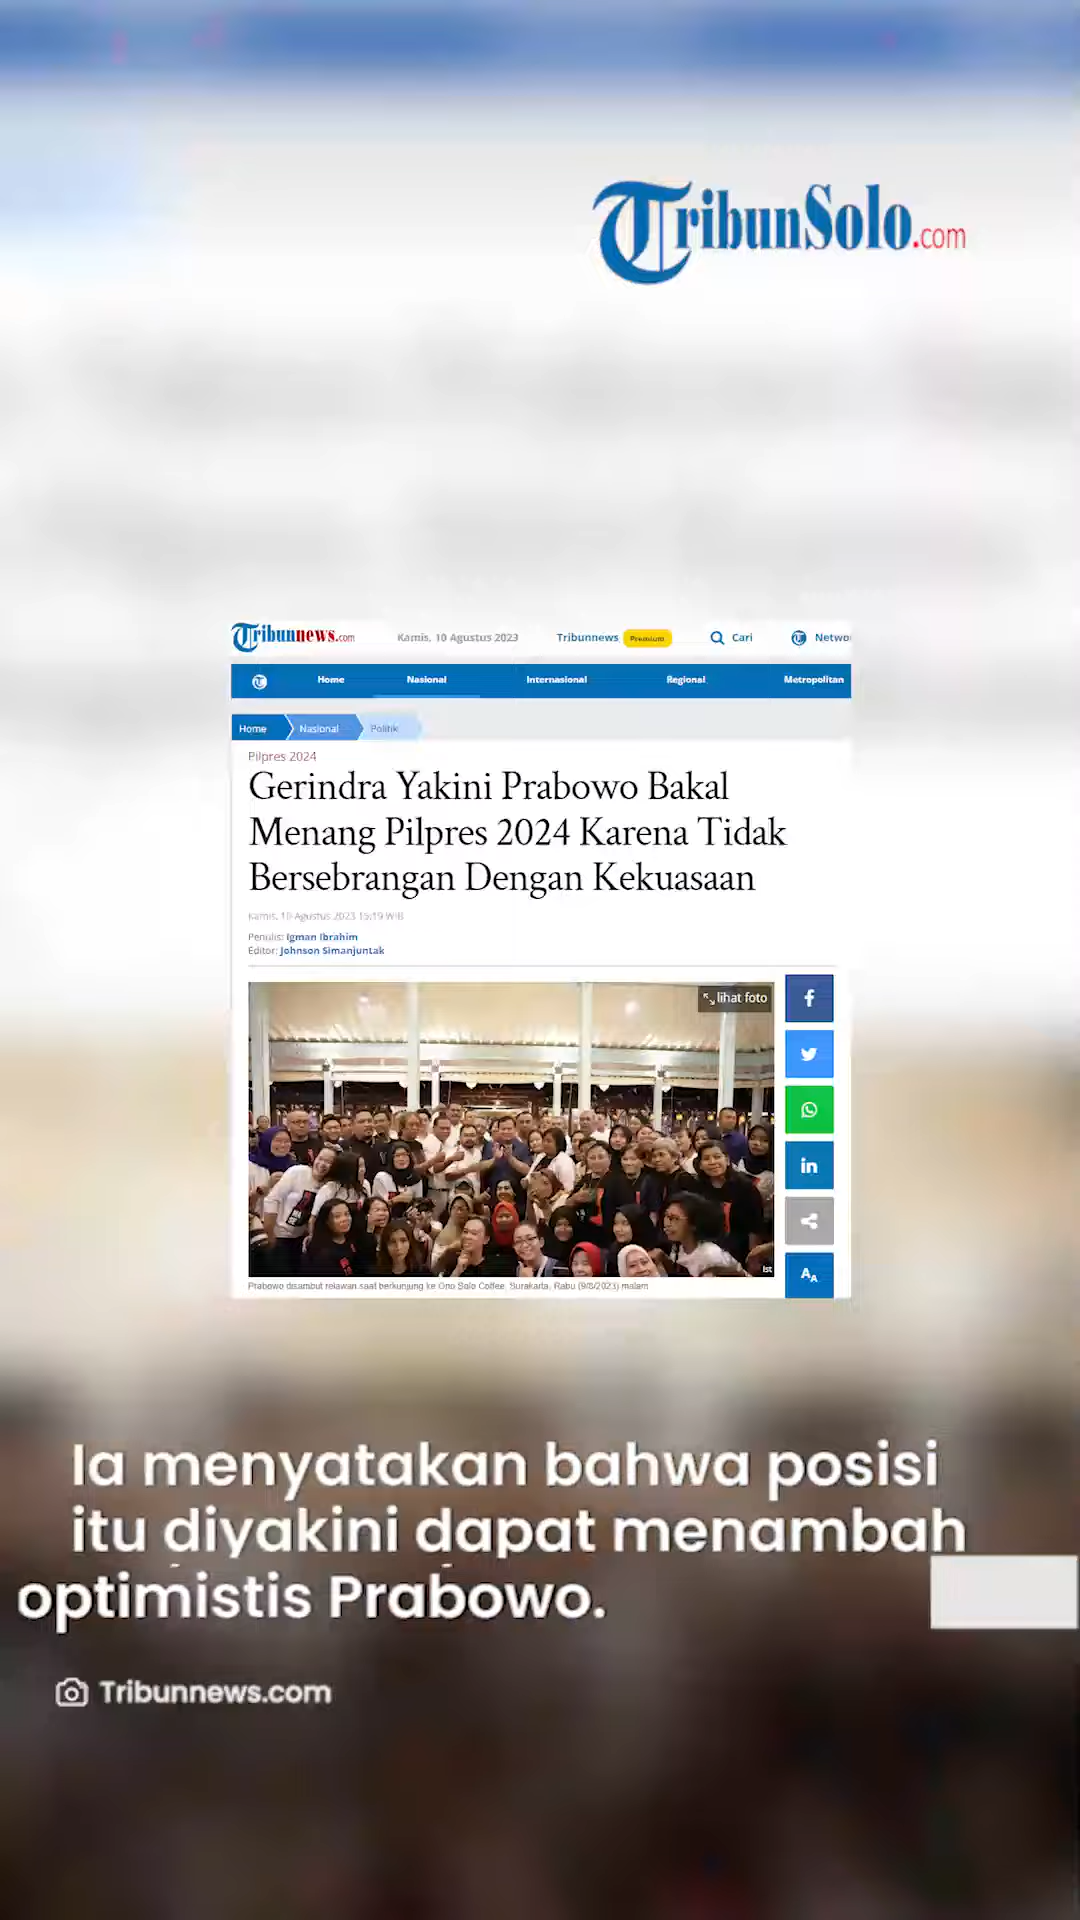 TribunSolo.com
Tribunnews.com Kamis, 10 Agustus 2023 Tribunnews Premium Cari Netwo
Home Nasional Internasional Regional Metropolitan
Home Nasional Politik
Pilpres 2024
Gerindra Yakini Prabowo Bakal
Menang Pilpres 2024 Karena Tidak
Bersebrangan Dengan Kekuasaan
Kamis, 10 Agustus 2023 15:19 WIB
Penulis: Igman Ibrahim
Editor: Johnson Simanjuntak
lihat foto
Ist
Prabowo disambut relawan saat berkunjung ke Ono Solo Coffee, Surakarta, Rabu (9/8/2023) malam
Ia menyatakan bahwa posisi
itu diyakini dapat menambah
optimistis Prabowo.
Tribunnews.com